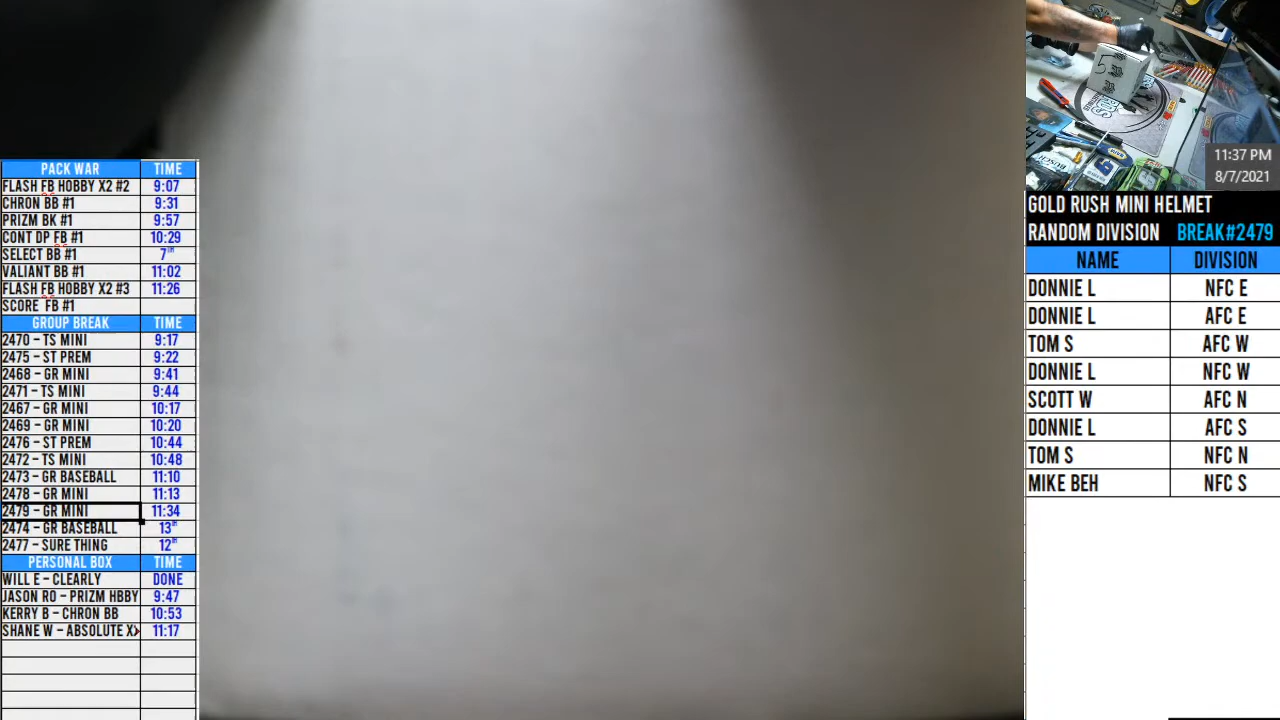 PACK WAR TIME
FLASH FB HOBBY X2 #2 9:07
CHRON BB #1 9:31
PRIZM BK #1 9:57
CONT DP FB #1 10:29
SELECT BB #1 7TH
VALIANT BB #1 11:02
FLASH FB HOBBY X2 #3 11:26
SCORE FB #1
GROUP BREAK TIME
2470 – TS MINI 9:17
2475 – ST PREM 9:22
2468 – GR MINI 9:41
2471 – TS MINI 9:44
2467 – GR MINI 10:17
2469 – GR MINI 10:20
2476 – ST PREM 10:44
2472 – TS MINI 10:48
2473 – GR BASEBALL 11:10
2478 – GR MINI 11:13
2479 – GR MINI 11:34
2474 – GR BASEBALL 13TH
2477 – SURE THING 12TH
PERSONAL BOX TIME
WILL E – CLEARLY DONE
JASON RO – PRIZM HBBY 9:47
KERRY B – CHRON BB 10:53
SHANE W – ABSOLUTE X 11:17
5
BUSCH
NAPA
11:37 PM
8/7/2021
GOLD RUSH MINI HELMET
RANDOM DIVISION BREAK#2479
NAME DIVISION
DONNIE L NFC E
DONNIE L AFC E
TOM S AFC W
DONNIE L NFC W
SCOTT W AFC N
DONNIE L AFC S
TOM S NFC N
MIKE BEH NFC S